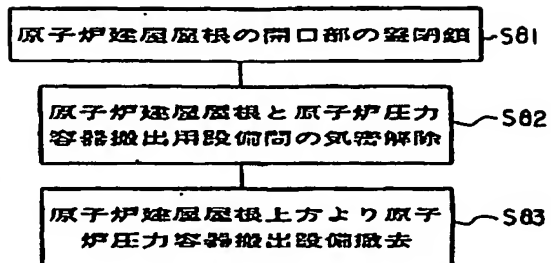 原子炉建屋屋根の開口部の蓋閉鎖
S81
原子炉建屋屋根と原子炉圧力
容器搬出用設備間の気密解除
S82
原子炉建屋屋根上方より原子
炉圧力容器搬出設備撤去
S83